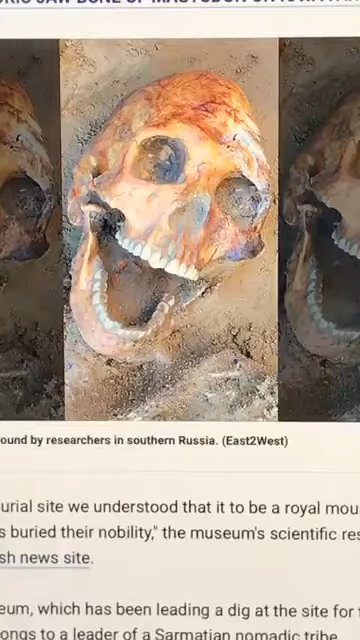 JAW BONE OF MASTODON ON IOWA
ound by researchers in southern Russia. (East2West)
urial site we understood that it to be a royal mou
s buried their nobility," the museum's scientific res
sh news site.
eum, which has been leading a dig at the site for
ongs to a leader of a Sarmatian nomadic tribe